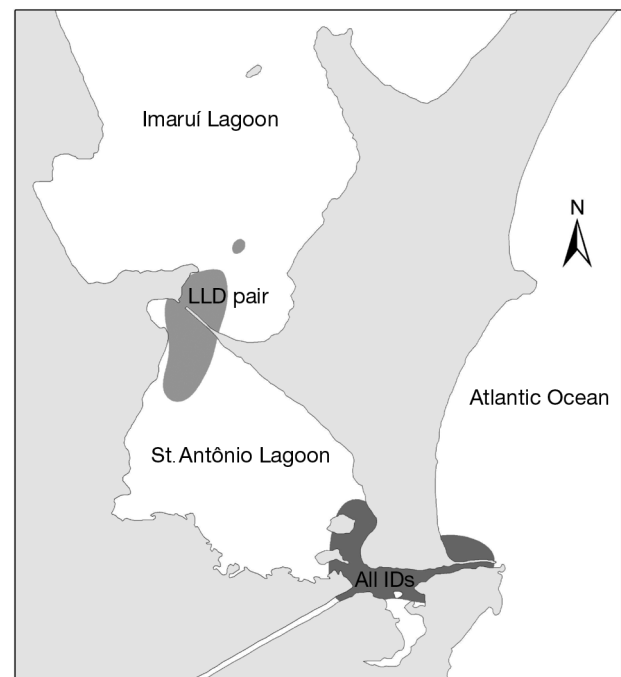 Imaruí Lagoon
N
LLD pair
Atlantic Ocean
St. Antônio Lagoon
All IDs